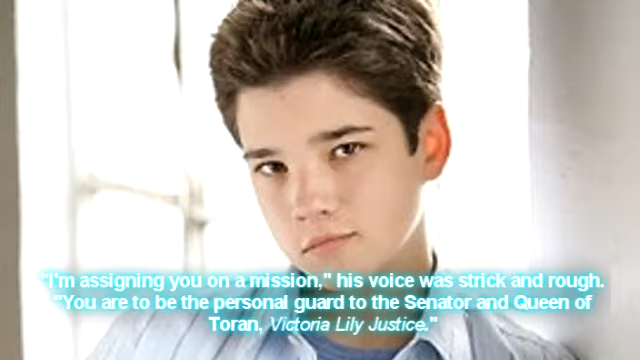 "I'm assigning you on a mission," his voice was strick and rough.
"You are to be the personal guard to the Senator and Queen of
Toran, Victoria Lily Justice."